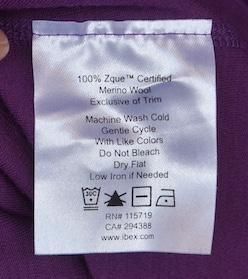 100% Zque™ Certified
Merino Wool
Exclusive of Trim
Machine Wash Cold
Gentle Cycle
With Like Colors
Do Not Bleach
Dry Flat
Low Iron if Needed
30C
RN# 115719
CA# 294388
www.ibex.com